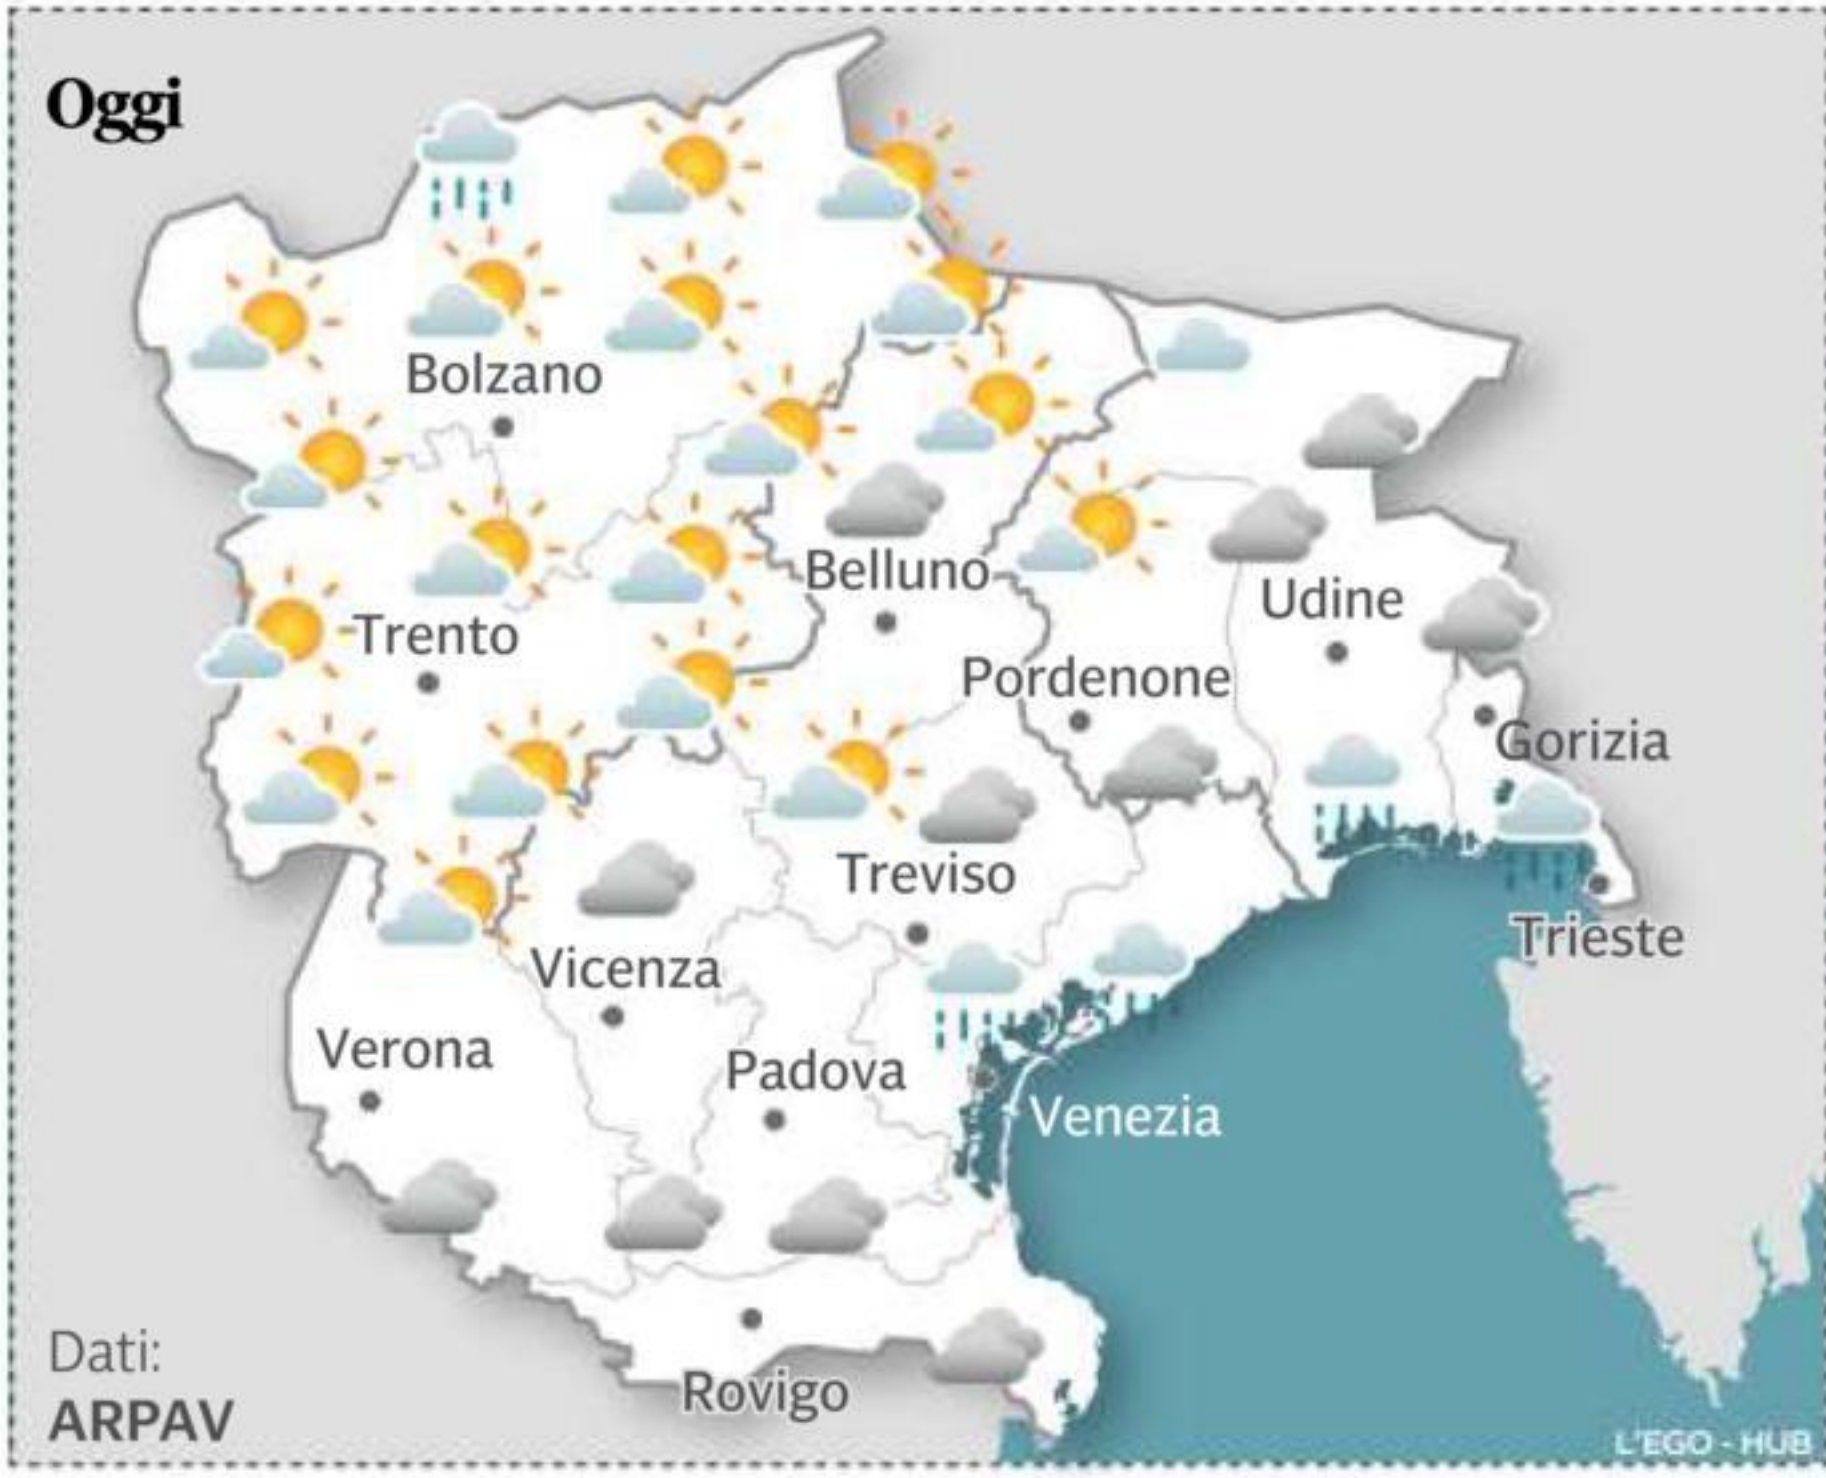 Oggi
Bolzano
Belluno
Trento
Udine
Pordenone
Gorizia
Treviso
Trieste
Vicenza
Verona
Padova
Venezia
Rovigo
Dati:
ARPAV
L'EGO - HUB